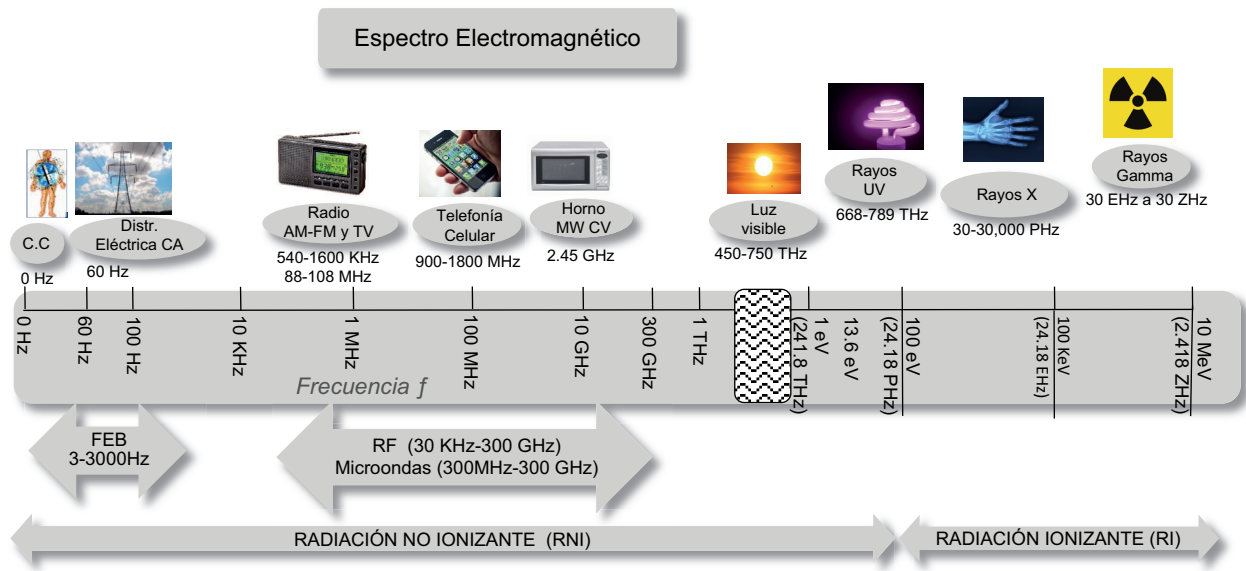 Espectro Electromagnético
C.C
0 Hz
Distr.
Eléctrica CA
60 Hz
Radio
AM-FM y TV
540-1600 KHz
88-108 MHz
Telefonía
Celular
900-1800 MHz
Horno
MW CV
2.45 GHz
Luz
visible
450-750 THz
Rayos
UV
668-789 THz
Rayos X
30-30,000 PHz
Rayos
Gamma
30 EHz a 30 ZHz
0 Hz
60 Hz
100 Hz
10 KHz
1 MHz
100 MHz
10 GHz
300 GHz
1 THz
1 eV
(241.8 THz)
13.6 eV
100 eV
(24.18 PHz)
100 KeV
(24.18 EHz)
10 MeV
(2.418 ZHz)
Frecuencia ƒ
FEB
3-3000Hz
RF (30 KHz-300 GHz)
Microondas (300MHz-300 GHz)
RADIACIÓN NO IONIZANTE (RNI)
RADIACIÓN IONIZANTE (RI)